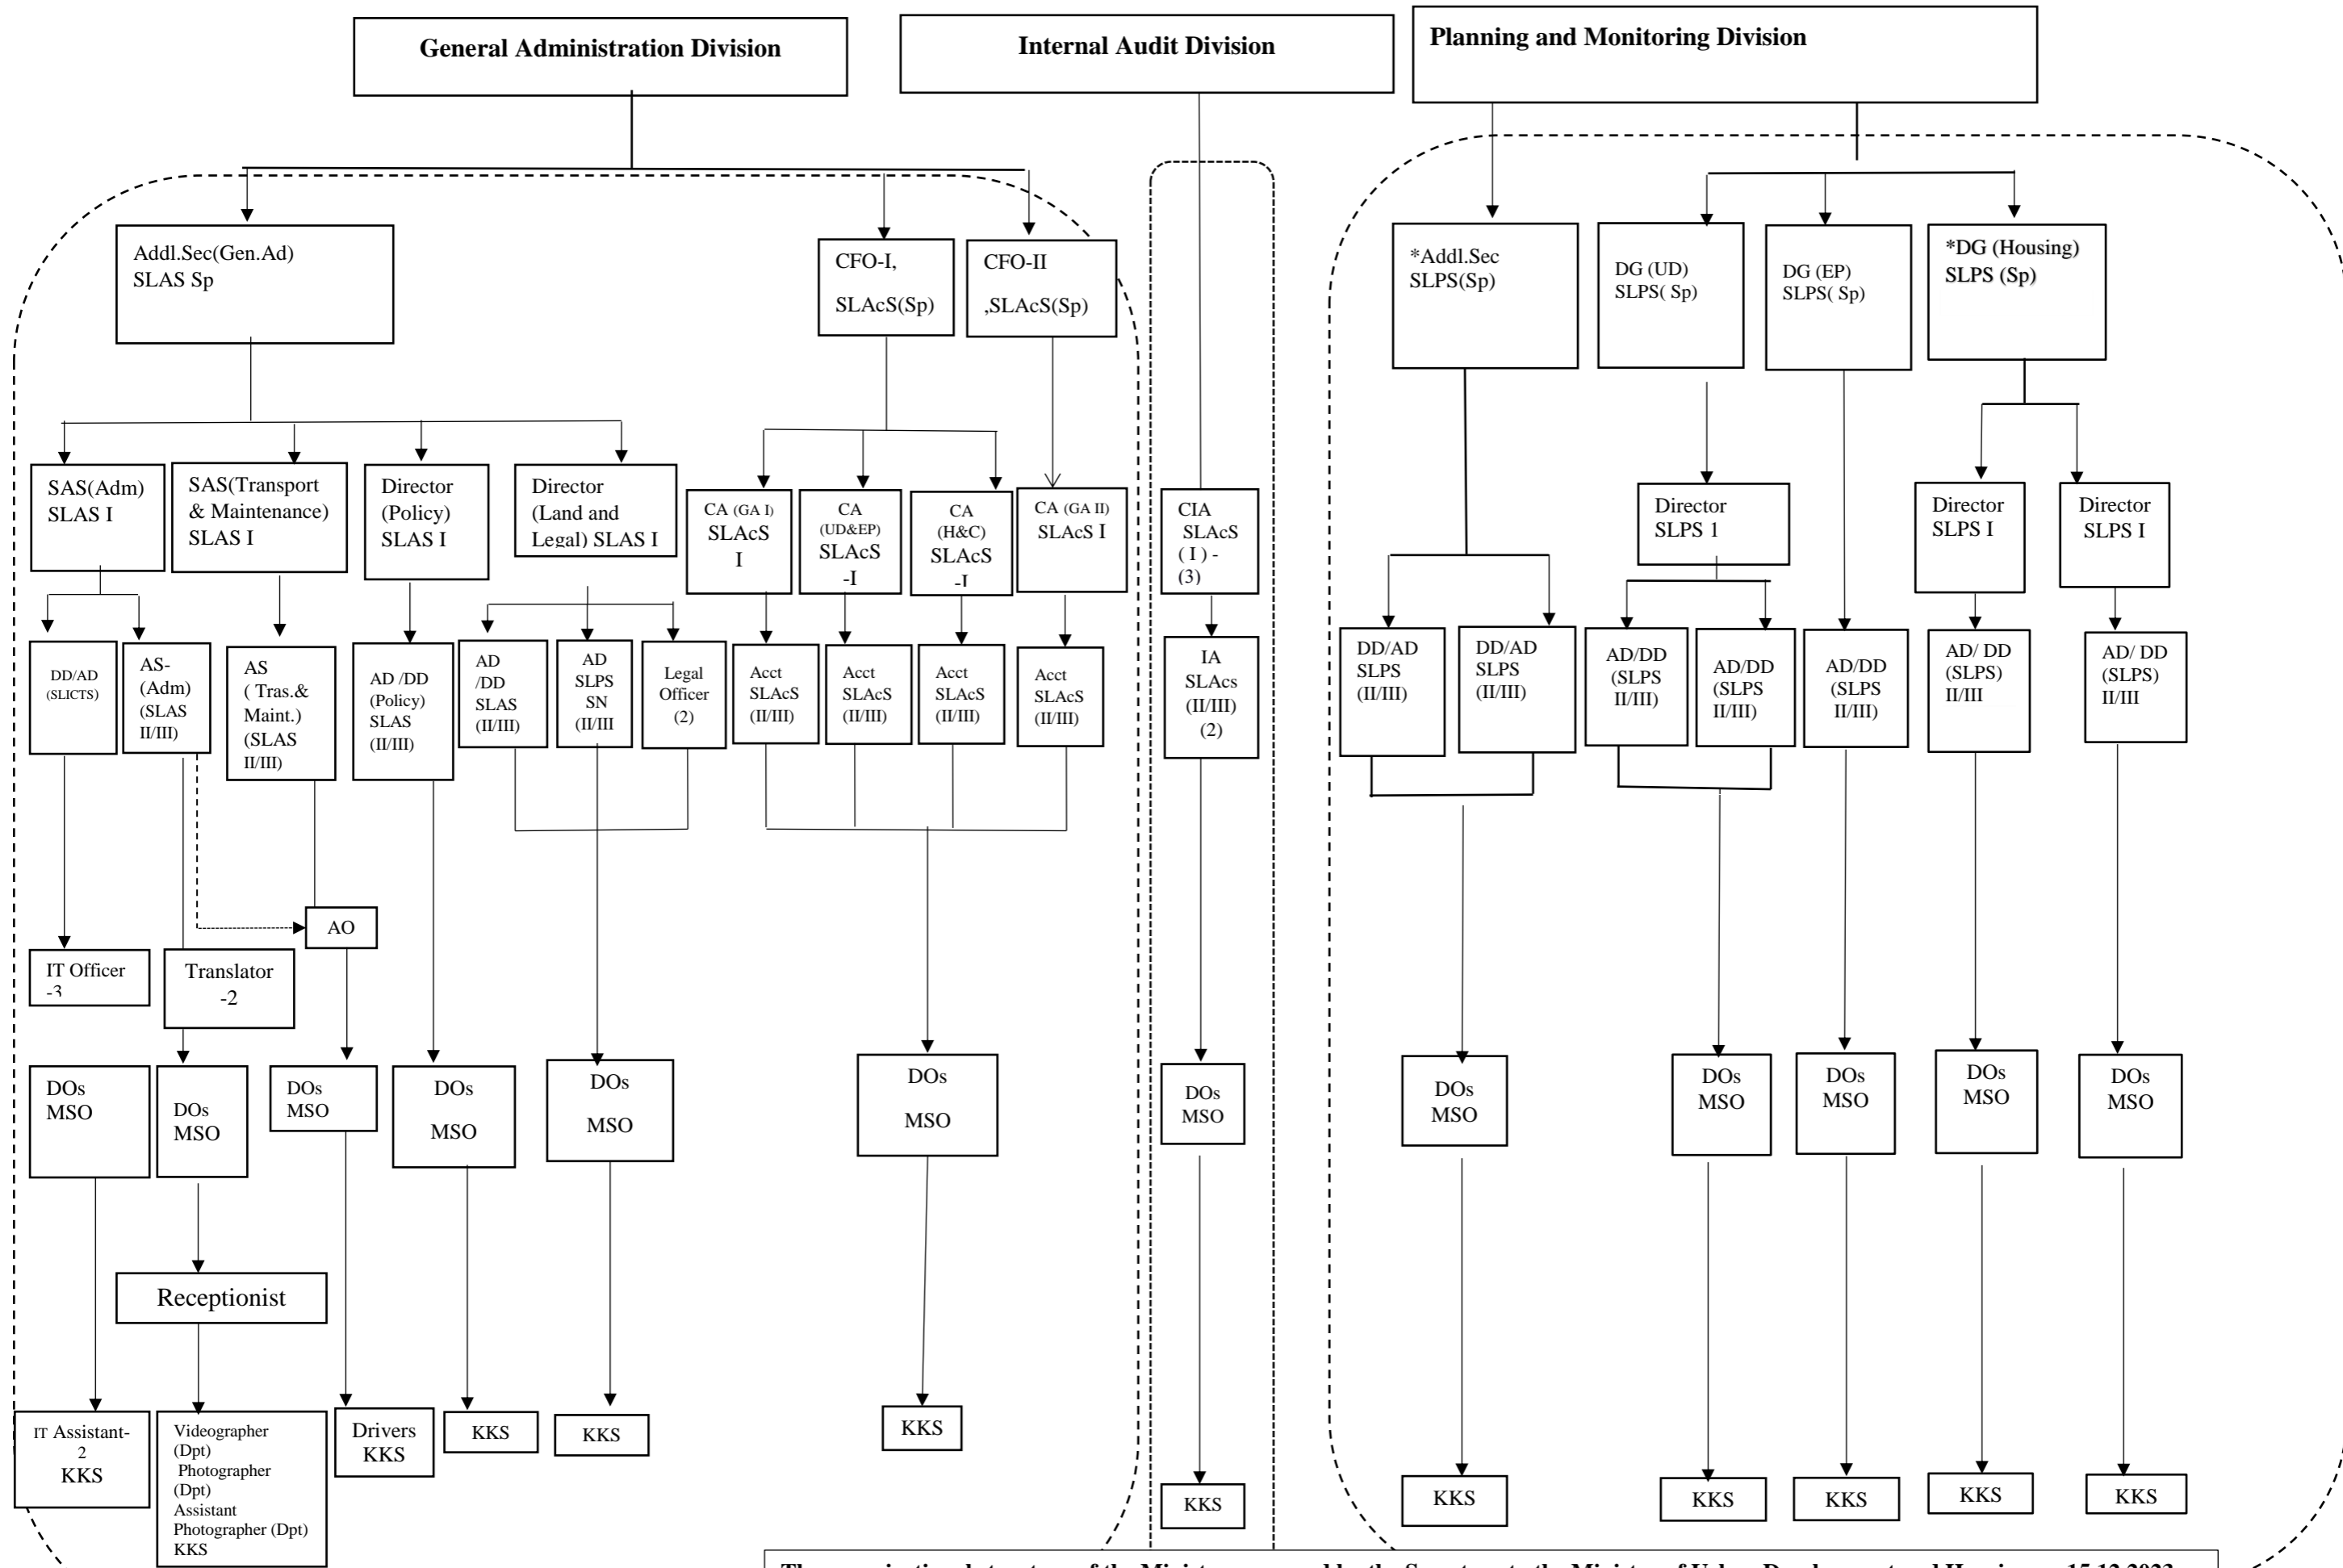 General Administration Division
Internal Audit Division
Planning and Monitoring Division
Addl.Sec(Gen.Ad)
SLAS Sp
CFO-I,
SLAcS(Sp)
CFO-II
,SLAcS(Sp)
*Addl.Sec
SLPS(Sp)
DG (UD)
SLPS( Sp)
DG (EP)
SLPS( Sp)
*DG (Housing)
SLPS (Sp)
SAS(Adm)
SLAS I
SAS(Transport
& Maintenance)
SLAS I
Director
(Policy)
SLAS I
Director
(Land and
Legal) SLAS I
CA (GA I)
SLAcS
I
CA
(UD&EP)
SLAcS
-I
CA
(H&C)
SLAcS
-I
CA (GA II)
SLAcS I
CIA
SLAcS
( I ) -
(3)
Director
SLPS 1
Director
SLPS I
Director
SLPS I
DD/AD
(SLICTS)
AS-
(Adm)
(SLAS
II/III)
AS
( Tras.&
Maint.)
(SLAS
II/III)
AD /DD
(Policy)
SLAS
(II/III)
AD
/DD
SLAS
(II/III)
AD
SLPS
SN
(II/III
Legal
Officer
(2)
Acct
SLAcS
(II/III)
Acct
SLAcS
(II/III)
Acct
SLAcS
(II/III)
Acct
SLAcS
(II/III)
IA
SLAcs
(II/III)
(2)
DD/AD
SLPS
(II/III)
DD/AD
SLPS
(II/III)
AD/DD
(SLPS
II/III)
AD/DD
(SLPS
II/III)
AD/DD
(SLPS
II/III)
AD/ DD
(SLPS)
II/III
AD/ DD
(SLPS)
II/III
AO
IT Officer
-3
Translator
-2
DOs
MSO
DOs
MSO
DOs
MSO
DOs
MSO
DOs
MSO
DOs
MSO
DOs
MSO
DOs
MSO
DOs
MSO
DOs
MSO
DOs
MSO
DOs
MSO
Receptionist
IT Assistant-
2
KKS
Videographer
(Dpt)
Photographer
(Dpt)
Assistant
Photographer (Dpt)
KKS
Drivers
KKS
KKS
KKS
KKS
KKS
KKS
KKS
KKS
KKS
KKS